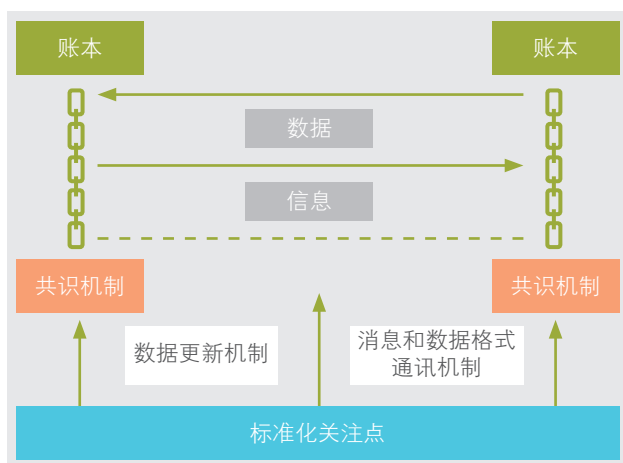 账本
账本
数据
信息
共识机制
共识机制
数据更新机制
消息和数据格式
通讯机制
标准化关注点